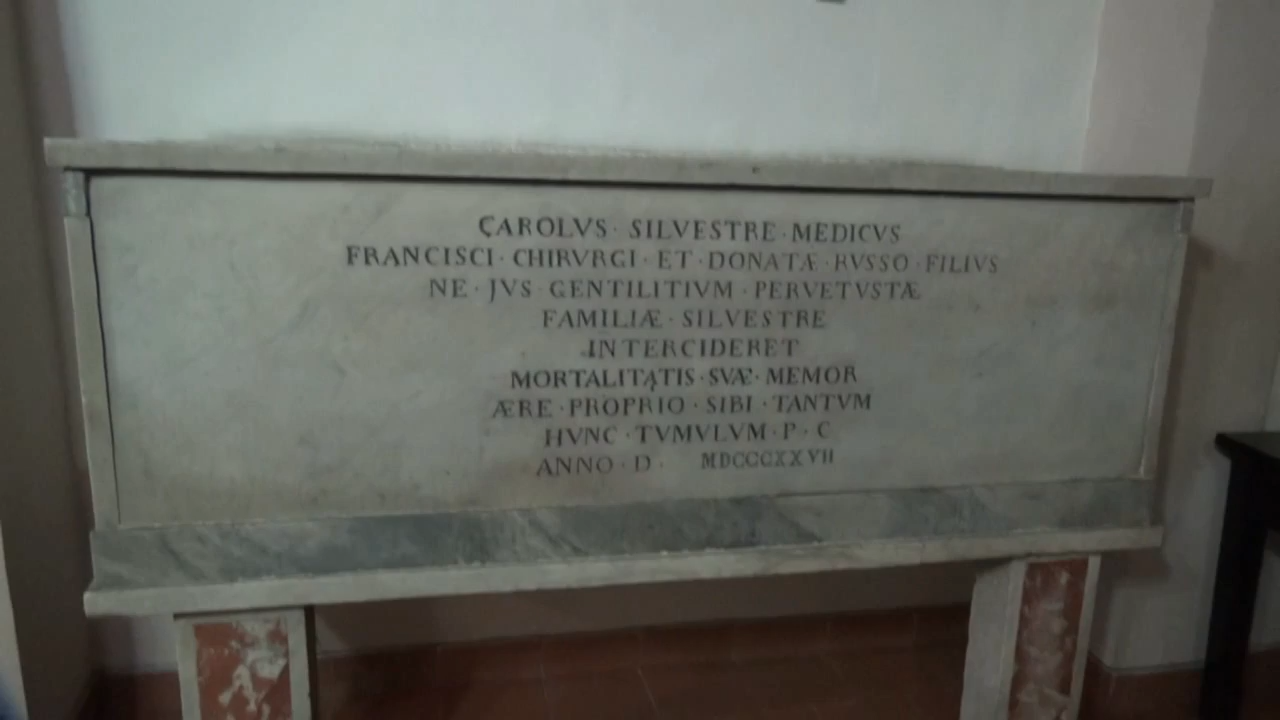 CAROLVS · SILVESTRE · MEDICVS
FRANCISCI · CHIRVRGI · ET · DONATÆ · RVSSO · FILIVS
NE · JVS · GENTILITIVM · PERVETVSTÆ
FAMILIÆ · SILVESTRE
INTERCIDERET
MORTALITATIS · SVÆ · MEMOR
ÆRE · PROPRIO · SIBI · TANTVM
HVNC · TVMVLVM · P · C
ANNO · D · MDCCCXXVII